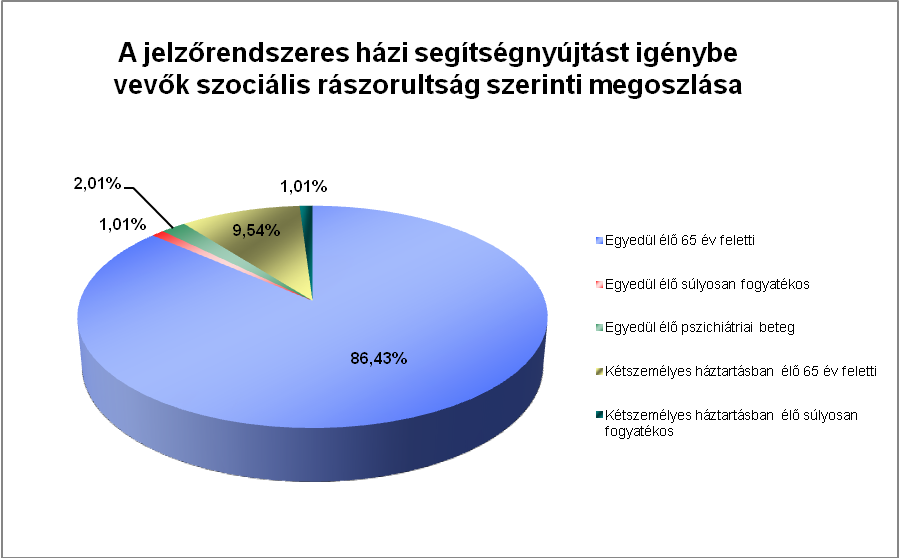 A jelzőrendszeres házi segítségnyújtást igénybe
vevők szociális rászorultság szerinti megoszlása
2,01%
1,01%
1,01%
9,54%
86,43%
Egyedül élő 65 év feletti
Egyedül élő súlyosan fogyatékos
Egyedül élő pszichiátriai beteg
Kétszemélyes háztartásban élő 65 év feletti
Kétszemélyes háztartásban élő súlyosan
fogyatékos